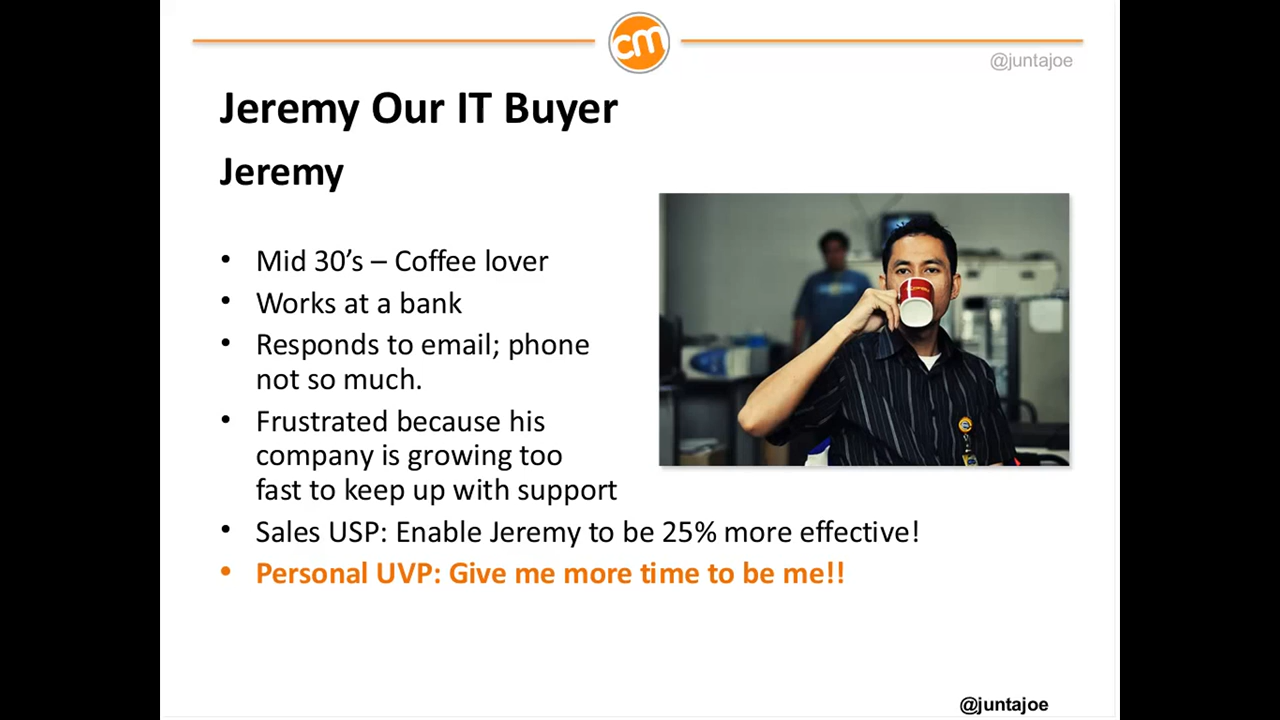 cm
@juntajoe
Jeremy Our IT Buyer
Jeremy
• Mid 30’s – Coffee lover
• Works at a bank
• Responds to email; phone
not so much.
• Frustrated because his
company is growing too
fast to keep up with support
• Sales USP: Enable Jeremy to be 25% more effective!
• Personal UVP: Give me more time to be me!!
@juntajoe